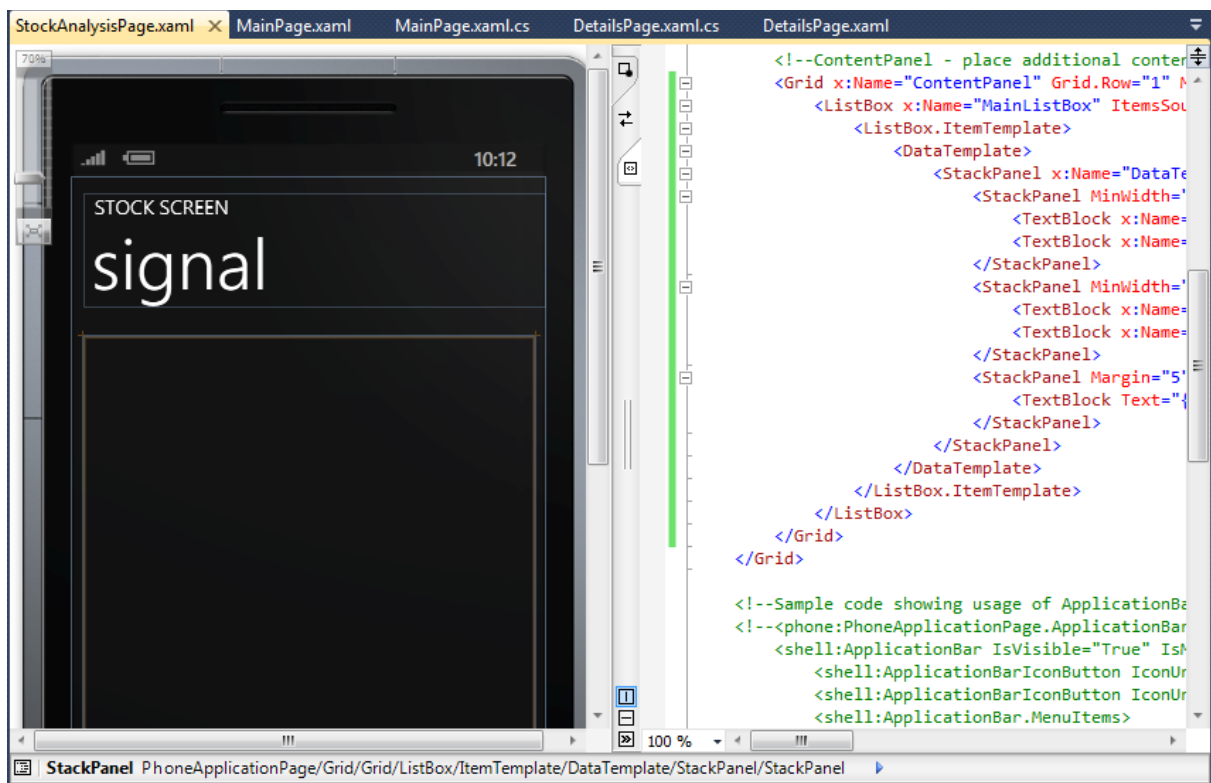 StockAnalysisPage.xaml MainPage.xaml MainPage.xaml.cs DetailsPage.xaml.cs DetailsPage.xaml
70%
10:12
STOCK SCREEN
signal
<!--ContentPanel - place additional conten
<Grid x:Name="ContentPanel" Grid.Row="1" M
<ListBox x:Name="MainListBox" ItemsSou
<ListBox.ItemTemplate>
<DataTemplate>
<StackPanel x:Name="DataTe
<StackPanel MinWidth="
<TextBlock x:Name=
<TextBlock x:Name=
</StackPanel>
<StackPanel MinWidth="
<TextBlock x:Name=
<TextBlock x:Name=
</StackPanel>
<StackPanel Margin="5"
<TextBlock Text="{
</StackPanel>
</StackPanel>
</DataTemplate>
</ListBox.ItemTemplate>
</ListBox>
</Grid>
</Grid>
<!--Sample code showing usage of ApplicationBa
<!--<phone:PhoneApplicationPage.ApplicationBar
<shell:ApplicationBar IsVisible="True" IsM
<shell:ApplicationBarIconButton IconUr
<shell:ApplicationBarIconButton IconUr
<shell:ApplicationBar.MenuItems>
100 %
StackPanel PhoneApplicationPage/Grid/Grid/ListBox/ItemTemplate/DataTemplate/StackPanel/StackPanel